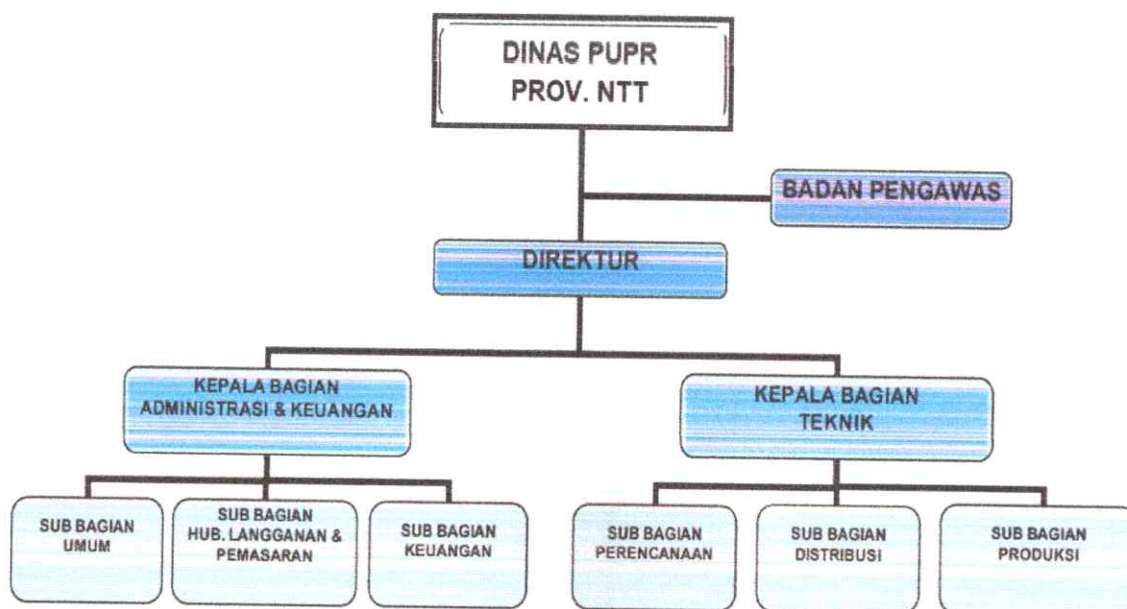 DINAS PUPR
PROV. NTT
BADAN PENGAWAS
DIREKTUR
KEPALA BAGIAN
ADMINISTRASI & KEUANGAN
KEPALA BAGIAN
TEKNIK
SUB BAGIAN
UMUM
SUB BAGIAN
HUB. LANGGANAN &
PEMASARAN
SUB BAGIAN
KEUANGAN
SUB BAGIAN
PERENCANAAN
SUB BAGIAN
DISTRIBUSI
SUB BAGIAN
PRODUKSI